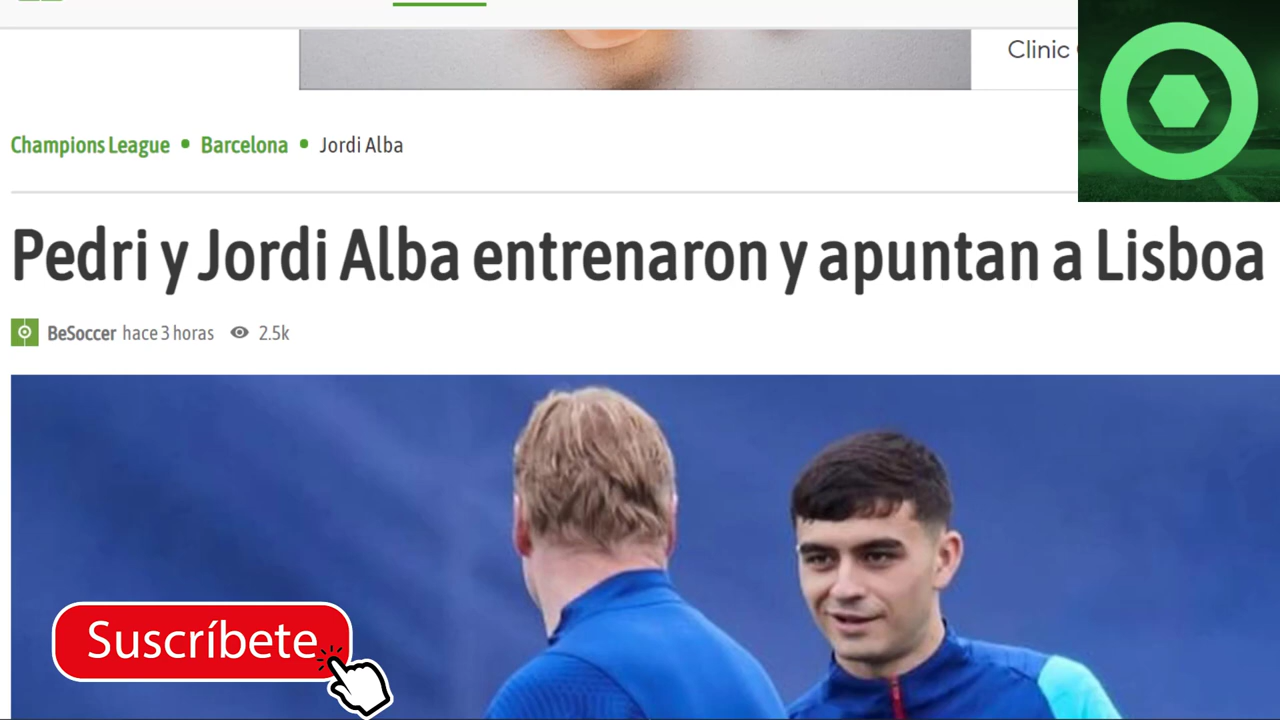 Clinic
Champions League • Barcelona • Jordi Alba
Pedri y Jordi Alba entrenaron y apuntan a Lisboa
BeSoccer hace 3 horas 2.5k
Suscríbete